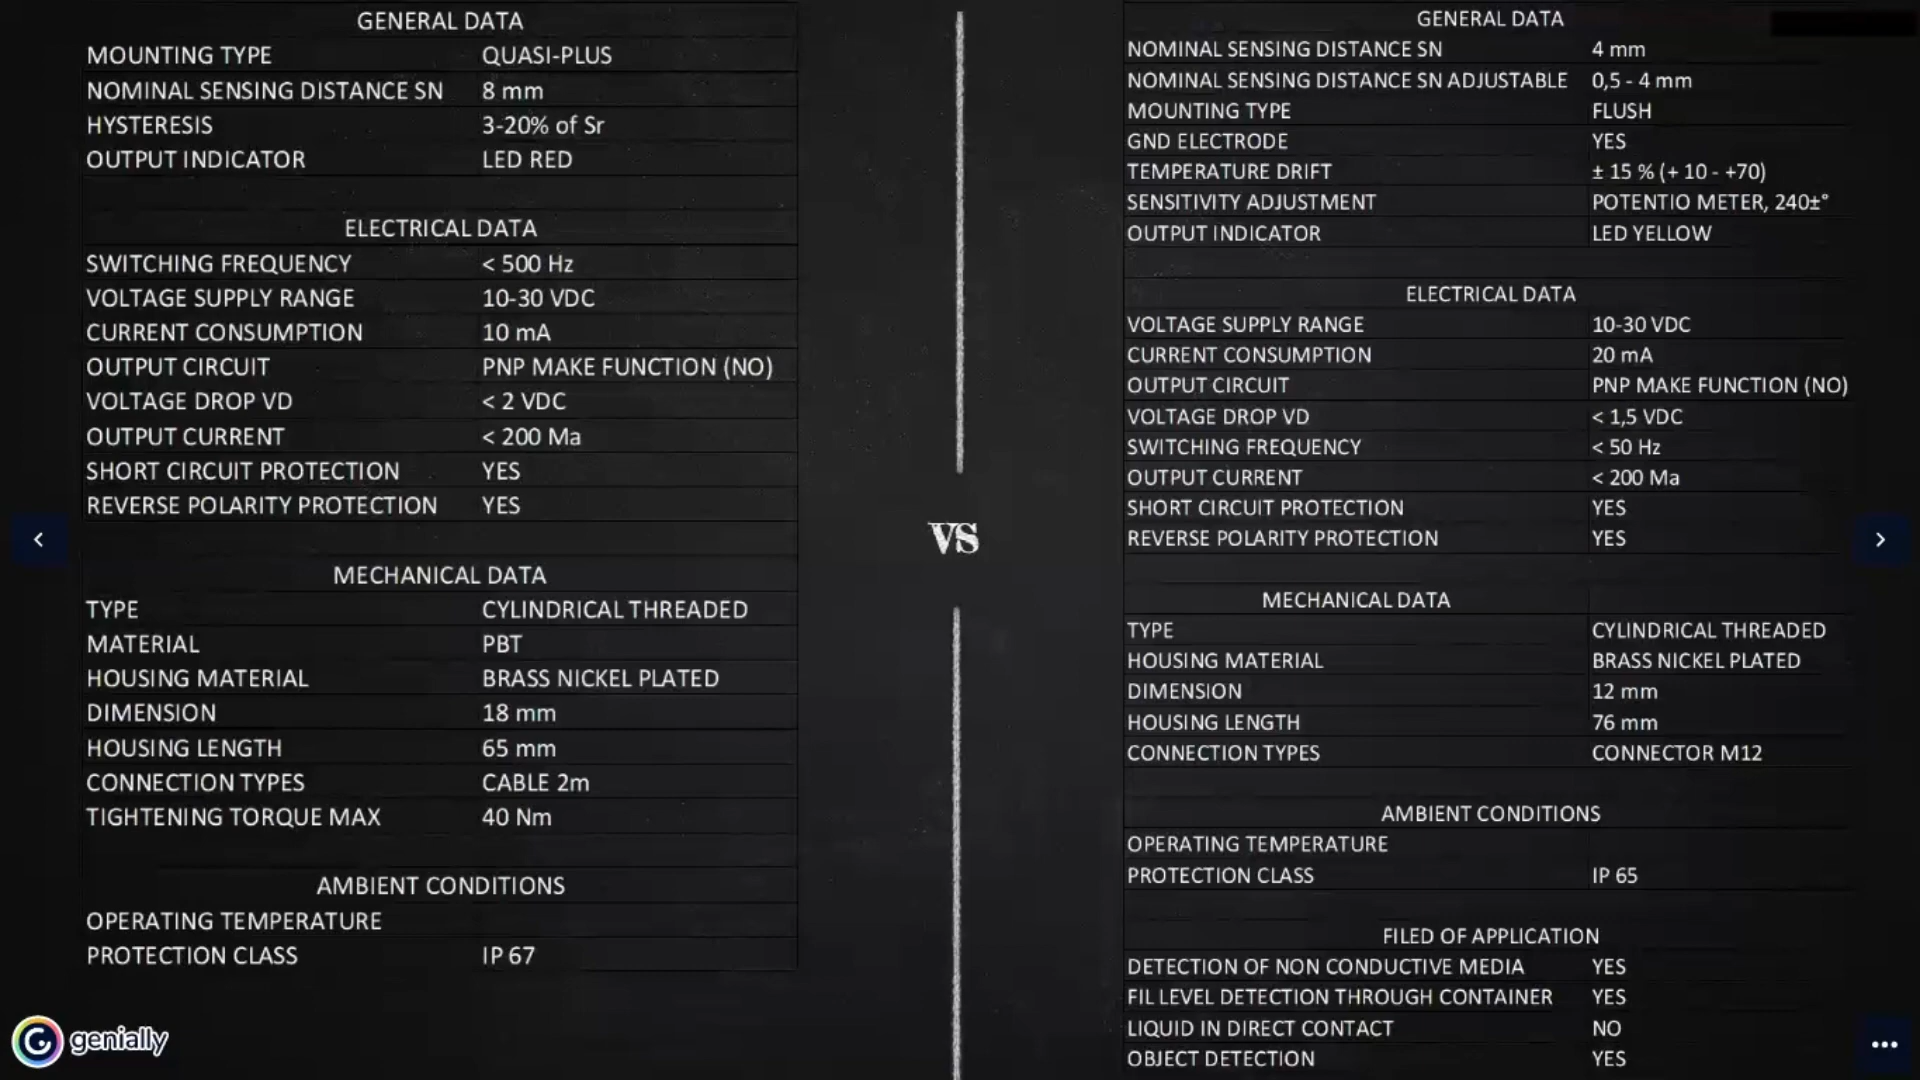 GENERAL DATA
MOUNTING TYPE QUASI-PLUS
NOMINAL SENSING DISTANCE SN 8 mm
HYSTERESIS 3-20% of Sr
OUTPUT INDICATOR LED RED
ELECTRICAL DATA
SWITCHING FREQUENCY < 500 Hz
VOLTAGE SUPPLY RANGE 10-30 VDC
CURRENT CONSUMPTION 10 mA
OUTPUT CIRCUIT PNP MAKE FUNCTION (NO)
VOLTAGE DROP VD < 2 VDC
OUTPUT CURRENT < 200 Ma
SHORT CIRCUIT PROTECTION YES
REVERSE POLARITY PROTECTION YES
MECHANICAL DATA
TYPE CYLINDRICAL THREADED
MATERIAL PBT
HOUSING MATERIAL BRASS NICKEL PLATED
DIMENSION 18 mm
HOUSING LENGTH 65 mm
CONNECTION TYPES CABLE 2m
TIGHTENING TORQUE MAX 40 Nm
AMBIENT CONDITIONS
OPERATING TEMPERATURE
PROTECTION CLASS IP 67
VS
GENERAL DATA
NOMINAL SENSING DISTANCE SN 4 mm
NOMINAL SENSING DISTANCE SN ADJUSTABLE 0,5 - 4 mm
MOUNTING TYPE FLUSH
GND ELECTRODE YES
TEMPERATURE DRIFT ± 15 % (+ 10 - +70)
SENSITIVITY ADJUSTMENT POTENTIO METER, 240±°
OUTPUT INDICATOR LED YELLOW
ELECTRICAL DATA
VOLTAGE SUPPLY RANGE 10-30 VDC
CURRENT CONSUMPTION 20 mA
OUTPUT CIRCUIT PNP MAKE FUNCTION (NO)
VOLTAGE DROP VD < 1,5 VDC
SWITCHING FREQUENCY < 50 Hz
OUTPUT CURRENT < 200 Ma
SHORT CIRCUIT PROTECTION YES
REVERSE POLARITY PROTECTION YES
MECHANICAL DATA
TYPE CYLINDRICAL THREADED
HOUSING MATERIAL BRASS NICKEL PLATED
DIMENSION 12 mm
HOUSING LENGTH 76 mm
CONNECTION TYPES CONNECTOR M12
AMBIENT CONDITIONS
OPERATING TEMPERATURE
PROTECTION CLASS IP 65
FILED OF APPLICATION
DETECTION OF NON CONDUCTIVE MEDIA YES
FIL LEVEL DETECTION THROUGH CONTAINER YES
LIQUID IN DIRECT CONTACT NO
OBJECT DETECTION YES
genially